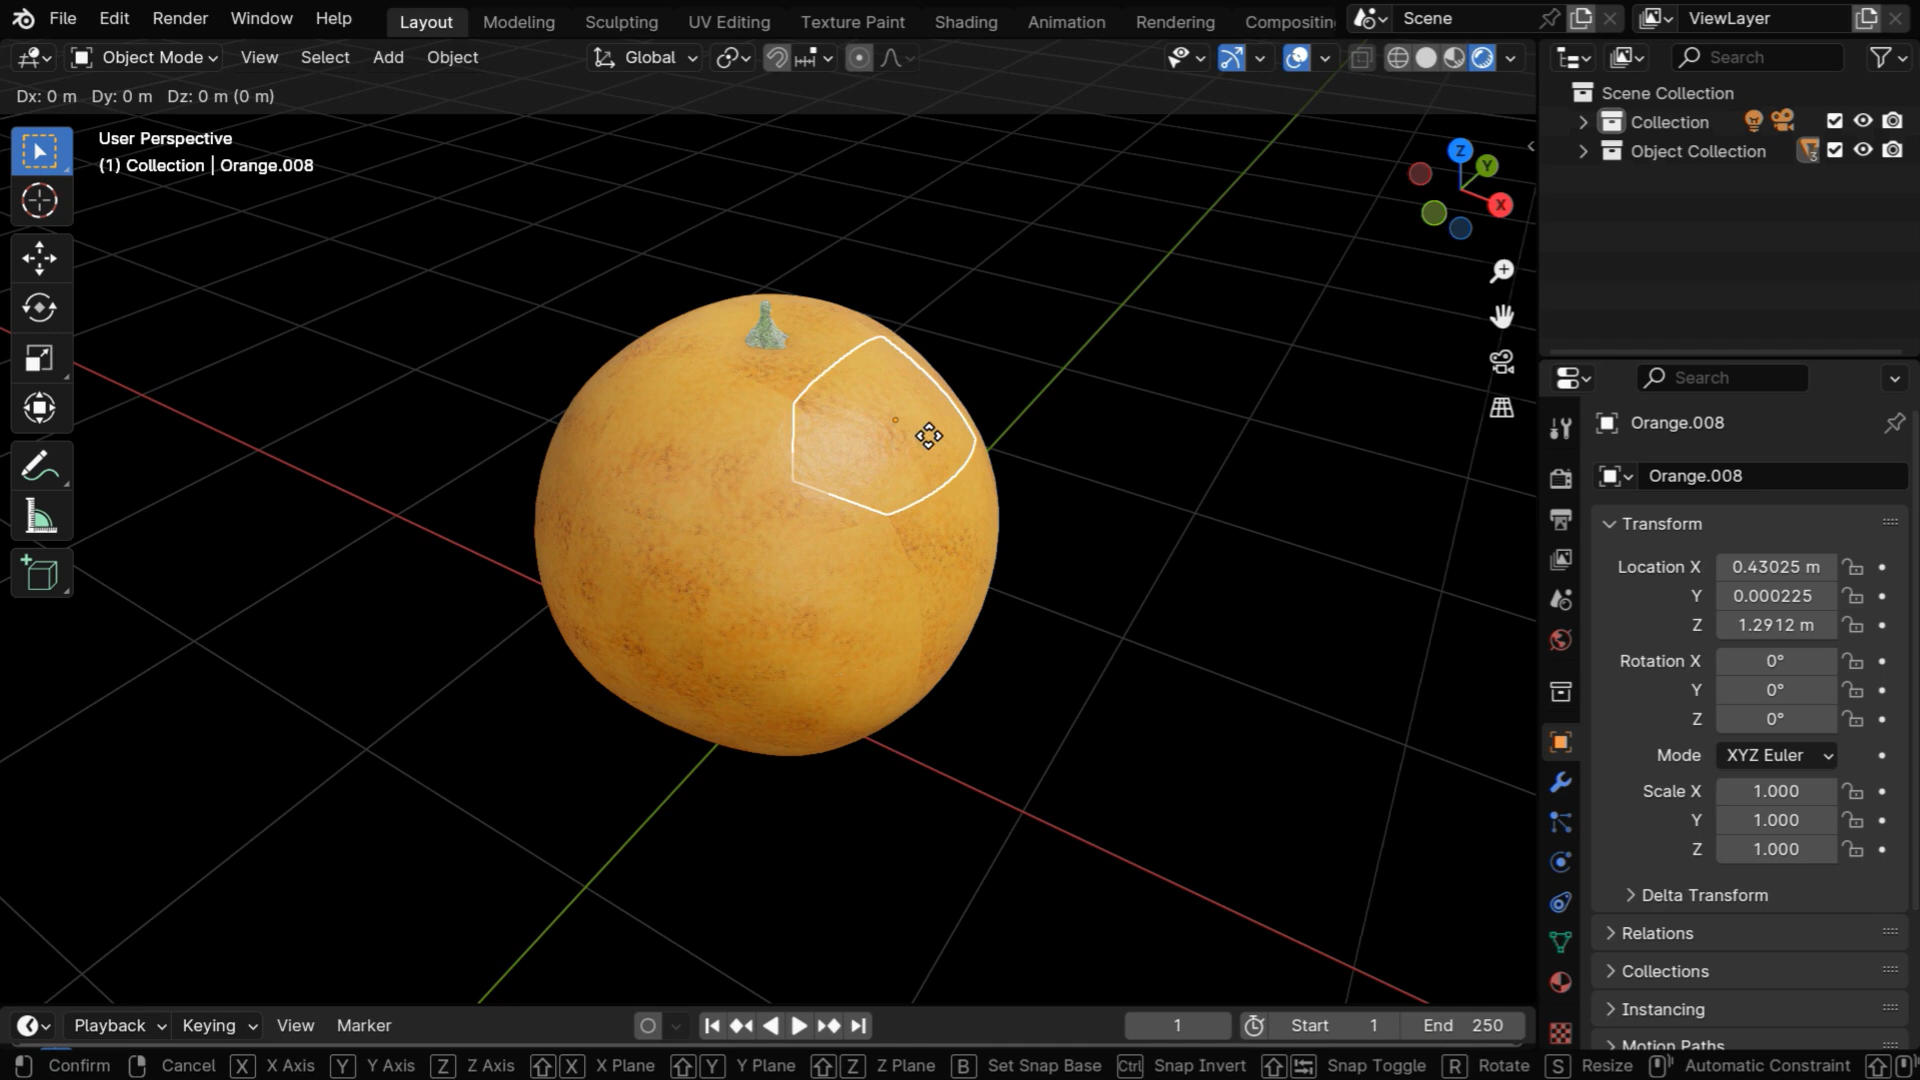 File Edit Render Window Help Layout Modeling Sculpting UV Editing Texture Paint Shading Animation Rendering Compositin Scene ViewLayer
Object Mode View Select Add Object Global Search
Dx: 0 m Dy: 0 m Dz: 0 m (0 m)
Scene Collection
Collection
Object Collection
3
User Perspective
(1) Collection | Orange.008
Z
Y
X
Search
Orange.008
Orange.008
Transform
Location X 0.43025 m
Y 0.000225
Z 1.2912 m
Rotation X 0°
Y 0°
Z 0°
Mode XYZ Euler
Scale X 1.000
Y 1.000
Z 1.000
Delta Transform
Relations
Collections
Instancing
Motion Paths
Playback Keying View Marker 1 Start 1 End 250
Confirm Cancel X X Axis Y Y Axis Z Z Axis X X Plane Y Y Plane Z Z Plane B Set Snap Base Ctrl Snap Invert Snap Toggle R Rotate S Resize Automatic Constraint